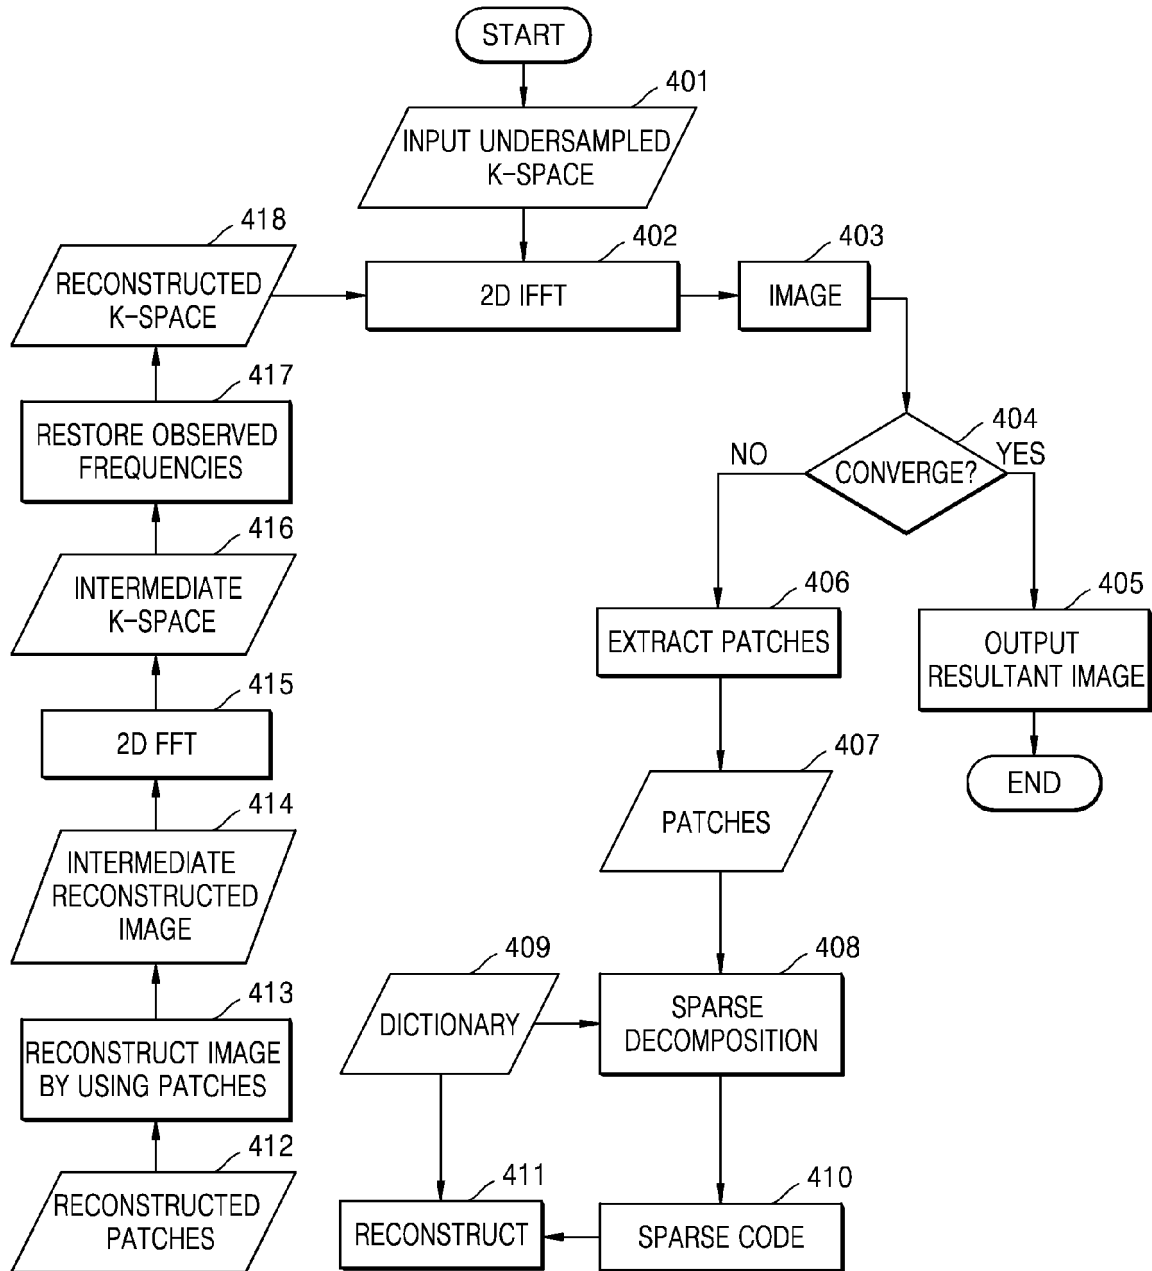 START
401
INPUT UNDERSAMPLED
K-SPACE
418
RECONSTRUCTED
K-SPACE
402
2D IFFT
403
IMAGE
417
RESTORE OBSERVED
FREQUENCIES
404
CONVERGE?
NO
YES
416
INTERMEDIATE
K-SPACE
406
EXTRACT PATCHES
405
OUTPUT
RESULTANT IMAGE
415
2D FFT
407
PATCHES
END
414
INTERMEDIATE
RECONSTRUCTED
IMAGE
409
DICTIONARY
408
SPARSE
DECOMPOSITION
413
RECONSTRUCT IMAGE
BY USING PATCHES
412
RECONSTRUCTED
PATCHES
411
RECONSTRUCT
410
SPARSE CODE